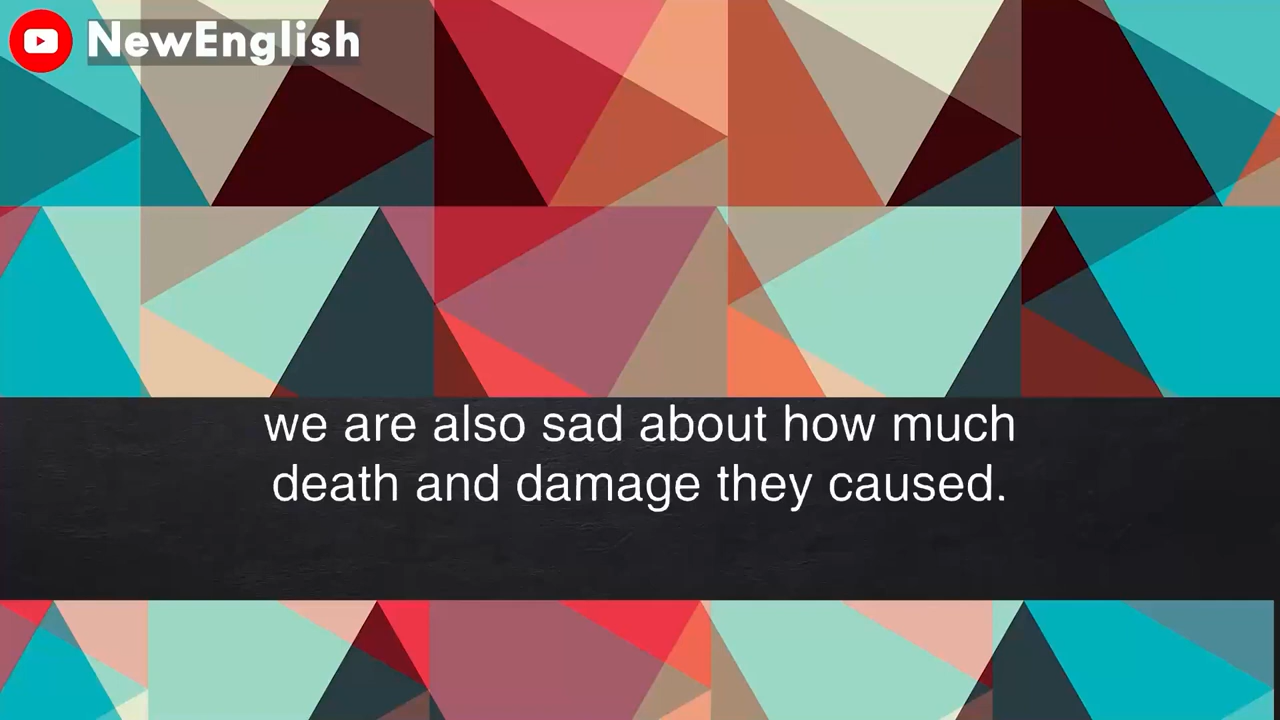 NewEnglish
we are also sad about how much
death and damage they caused.